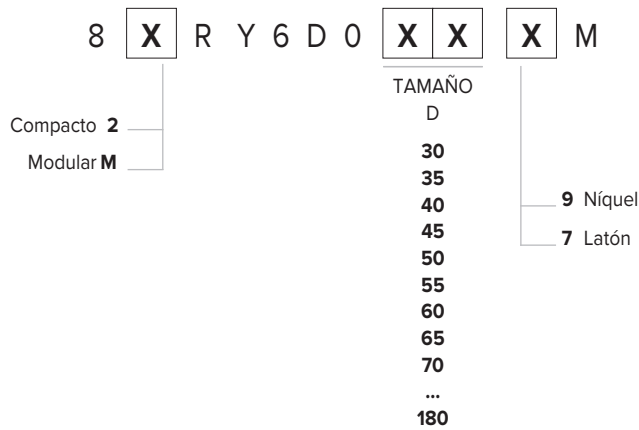 8 X R Y 6 D 0 X X X M
TAMAÑO
D
Compacto 2
Modular M
30
35
40
45
50
55
60
65
70
...
180
9 Níquel
7 Latón